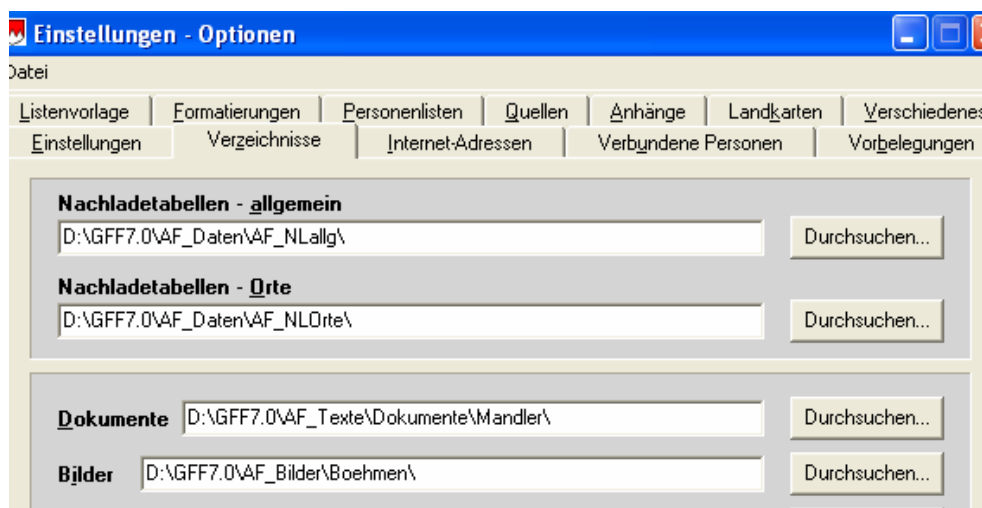 Einstellungen - Optionen
Datei
Listenvorlage Formatierungen Personenlisten Quellen Anhänge Landkarten Verschiedenes
Einstellungen Verzeichnisse Internet-Adressen Verbundene Personen Vorbelegungen
Nachladetabellen - allgemein
D:\GFF7.0\AF_Daten\AF_NLallg\ Durchsuchen...
Nachladetabellen - Orte
D:\GFF7.0\AF_Daten\AF_NLOrte\ Durchsuchen...
Dokumente D:\GFF7.0\AF_Texte\Dokumente\Mandler\ Durchsuchen...
Bilder D:\GFF7.0\AF_Bilder\Boehmen\ Durchsuchen...